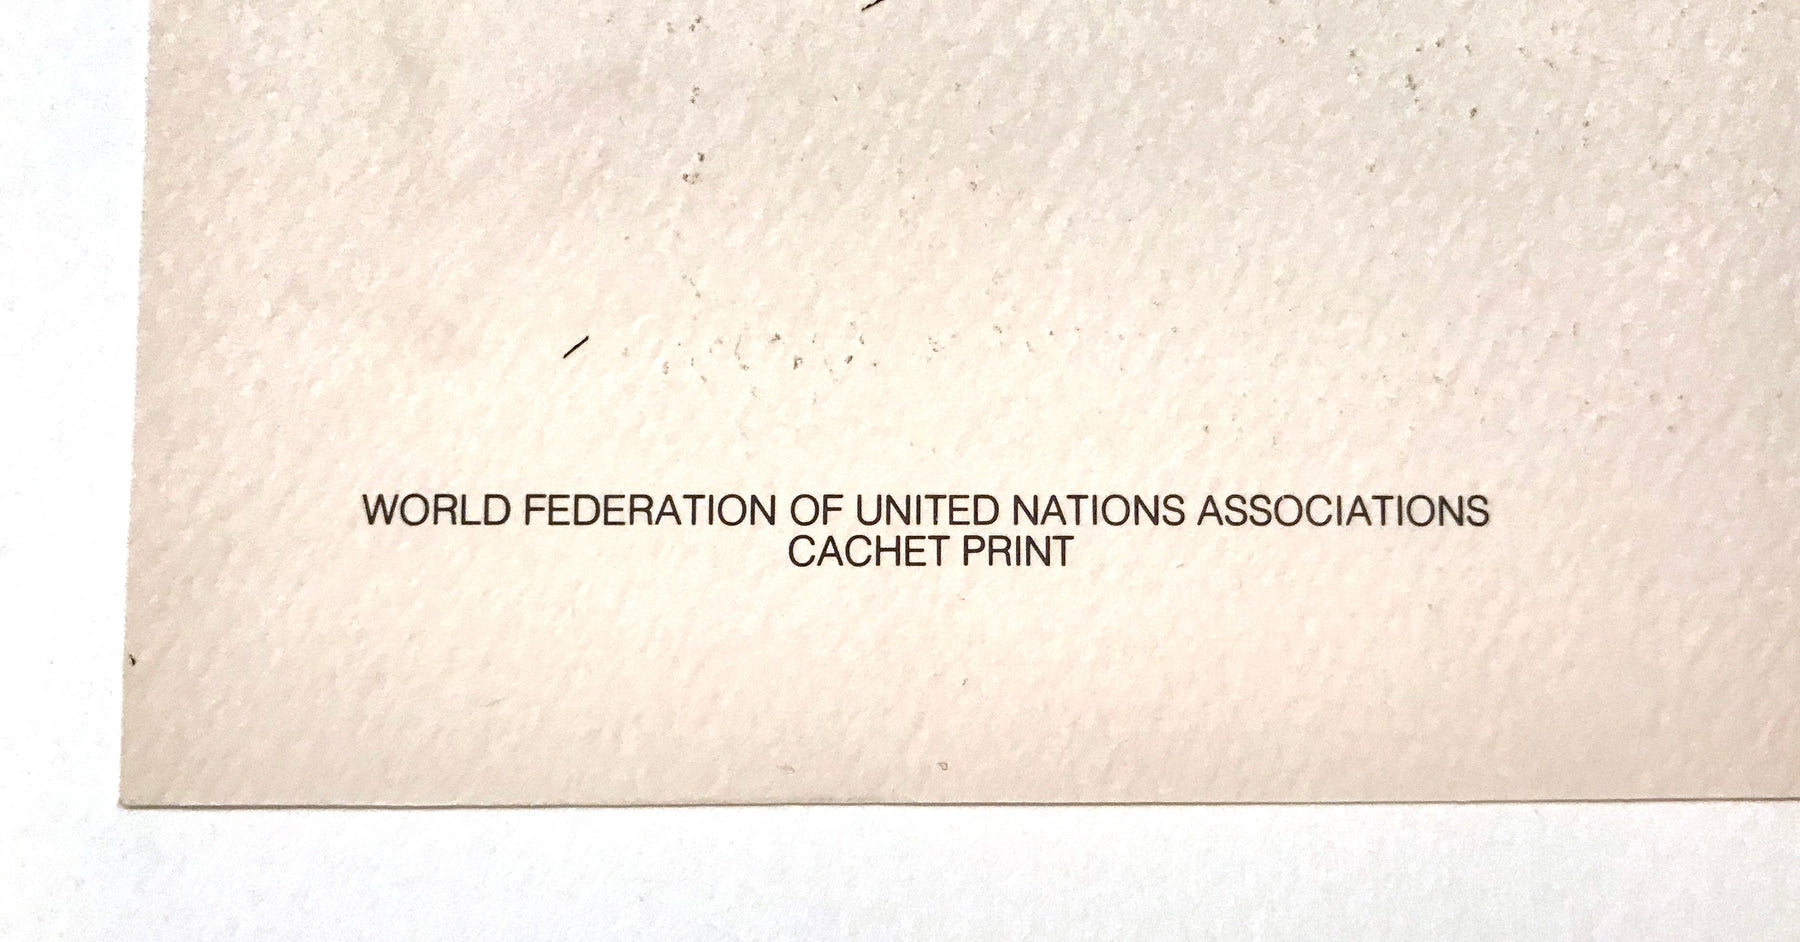 WORLD FEDERATION OF UNITED NATIONS ASSOCIATIONS
CACHET PRINT